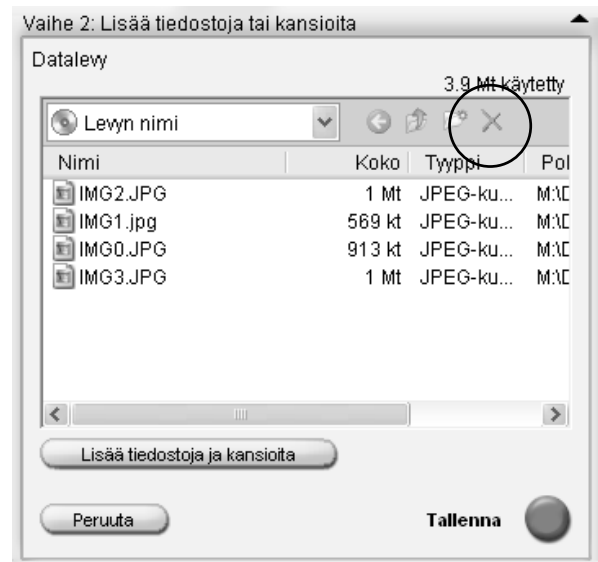 Vaihe 2: Lisää tiedostoja tai kansioita
Datalevy
3.9 Mt käytetty
Levyn nimi
Nimi Koko Tyyppi Pol
IMG2.JPG 1 Mt JPEG-ku... M:\D
IMG1.jpg 569 kt JPEG-ku... M:\D
IMG0.JPG 913 kt JPEG-ku... M:\D
IMG3.JPG 1 Mt JPEG-ku... M:\D
Lisää tiedostoja ja kansioita
Peruuta Tallenna